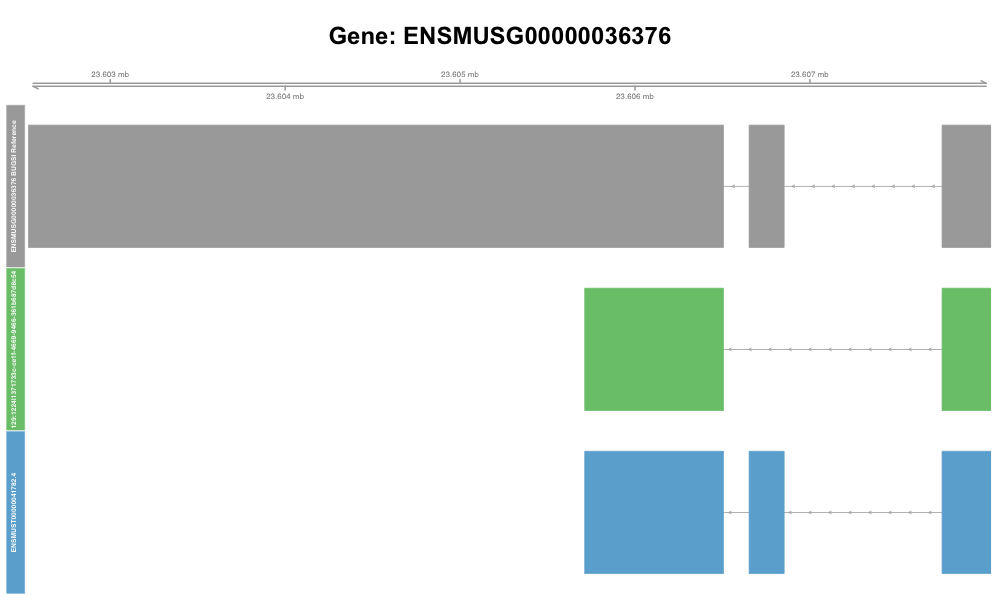 Gene: ENSMUSG00000036376
23.603 mb
23.605 mb
23.607 mb
23.604 mb
23.606 mb
ENSMUSG00000036376 BUGSI Reference
ENSMUST00000041782.4